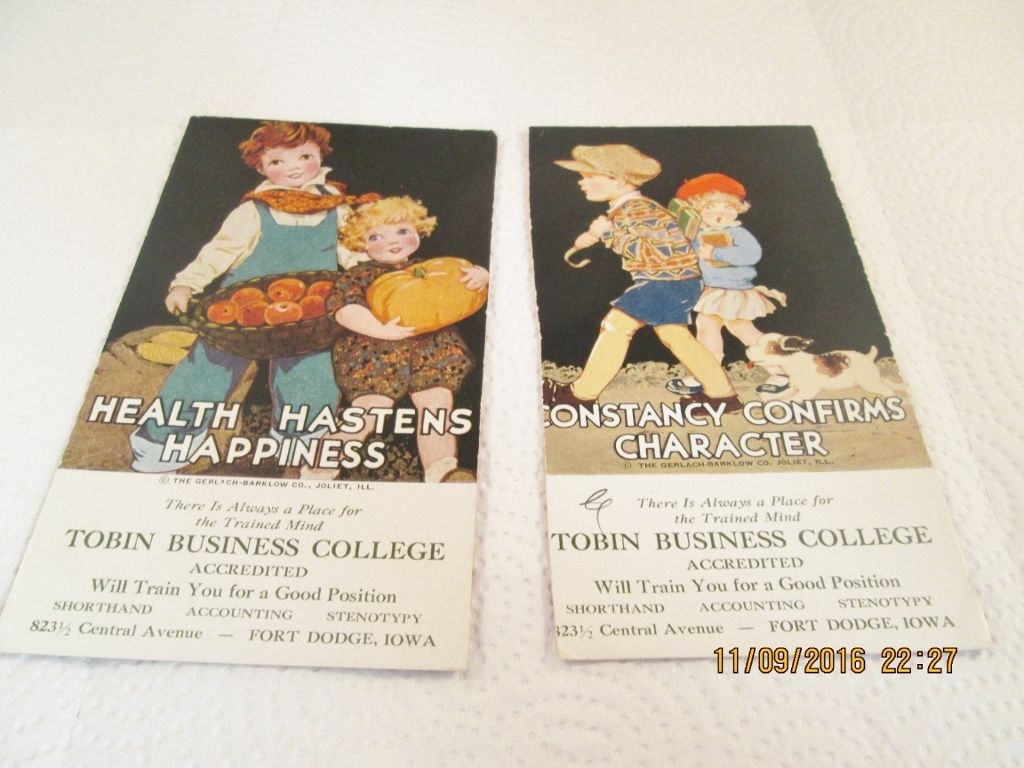 HEALTH HASTENS
HAPPINESS
© THE GERLACH-BARKLOW CO., JOLIET, ILL.
There Is Always a Place for
the Trained Mind
TOBIN BUSINESS COLLEGE
ACCREDITED
Will Train You for a Good Position
SHORTHAND ACCOUNTING STENOTYPY
823½ Central Avenue — FORT DODGE, IOWA
CONSTANCY CONFIRMS
CHARACTER
© THE GERLACH-BARKLOW CO., JOLIET, ILL.
There Is Always a Place for
the Trained Mind
TOBIN BUSINESS COLLEGE
ACCREDITED
Will Train You for a Good Position
SHORTHAND ACCOUNTING STENOTYPY
823½ Central Avenue — FORT DODGE, IOWA
11/09/2016 22:27